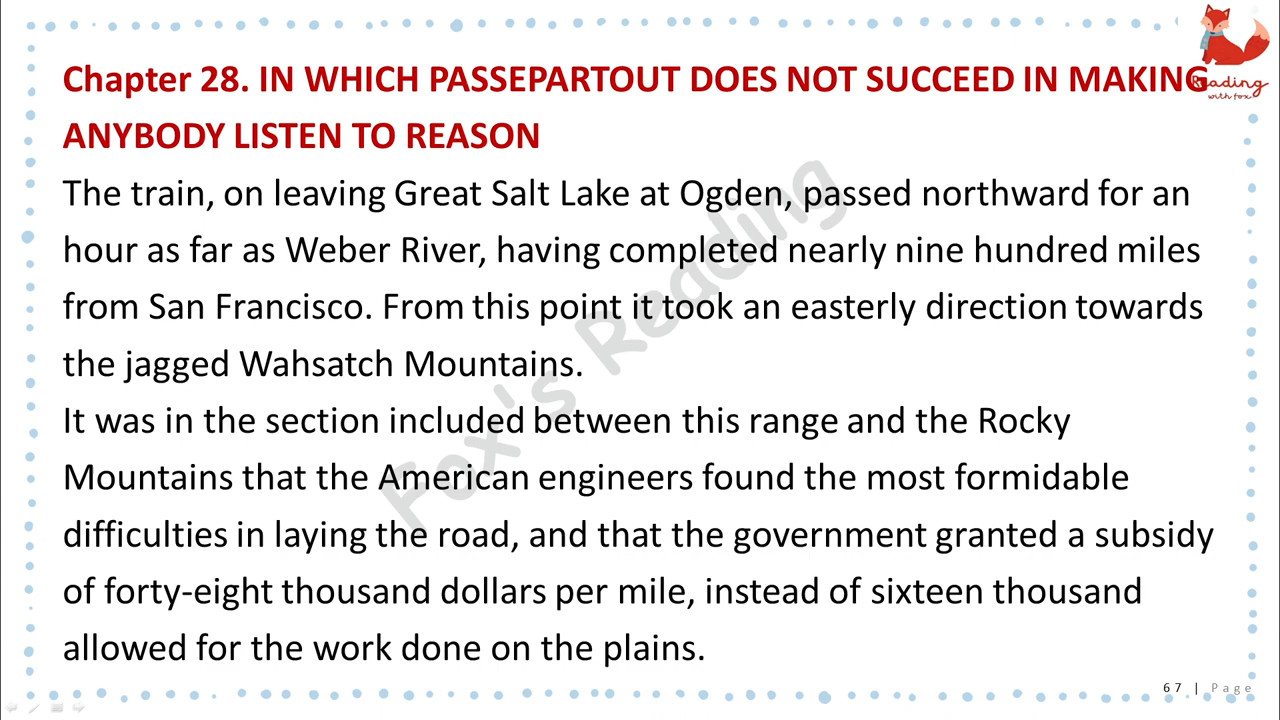 Chapter 28. IN WHICH PASSEPARTOUT DOES NOT SUCCEED IN MAKING
ANYBODY LISTEN TO REASON
The train, on leaving Great Salt Lake at Ogden, passed northward for an
hour as far as Weber River, having completed nearly nine hundred miles
from San Francisco. From this point it took an easterly direction towards
the jagged Wahsatch Mountains.
It was in the section included between this range and the Rocky
Mountains that the American engineers found the most formidable
difficulties in laying the road, and that the government granted a subsidy
of forty-eight thousand dollars per mile, instead of sixteen thousand
allowed for the work done on the plains.
Reading
with fox
Fox's Reading
67 | Page